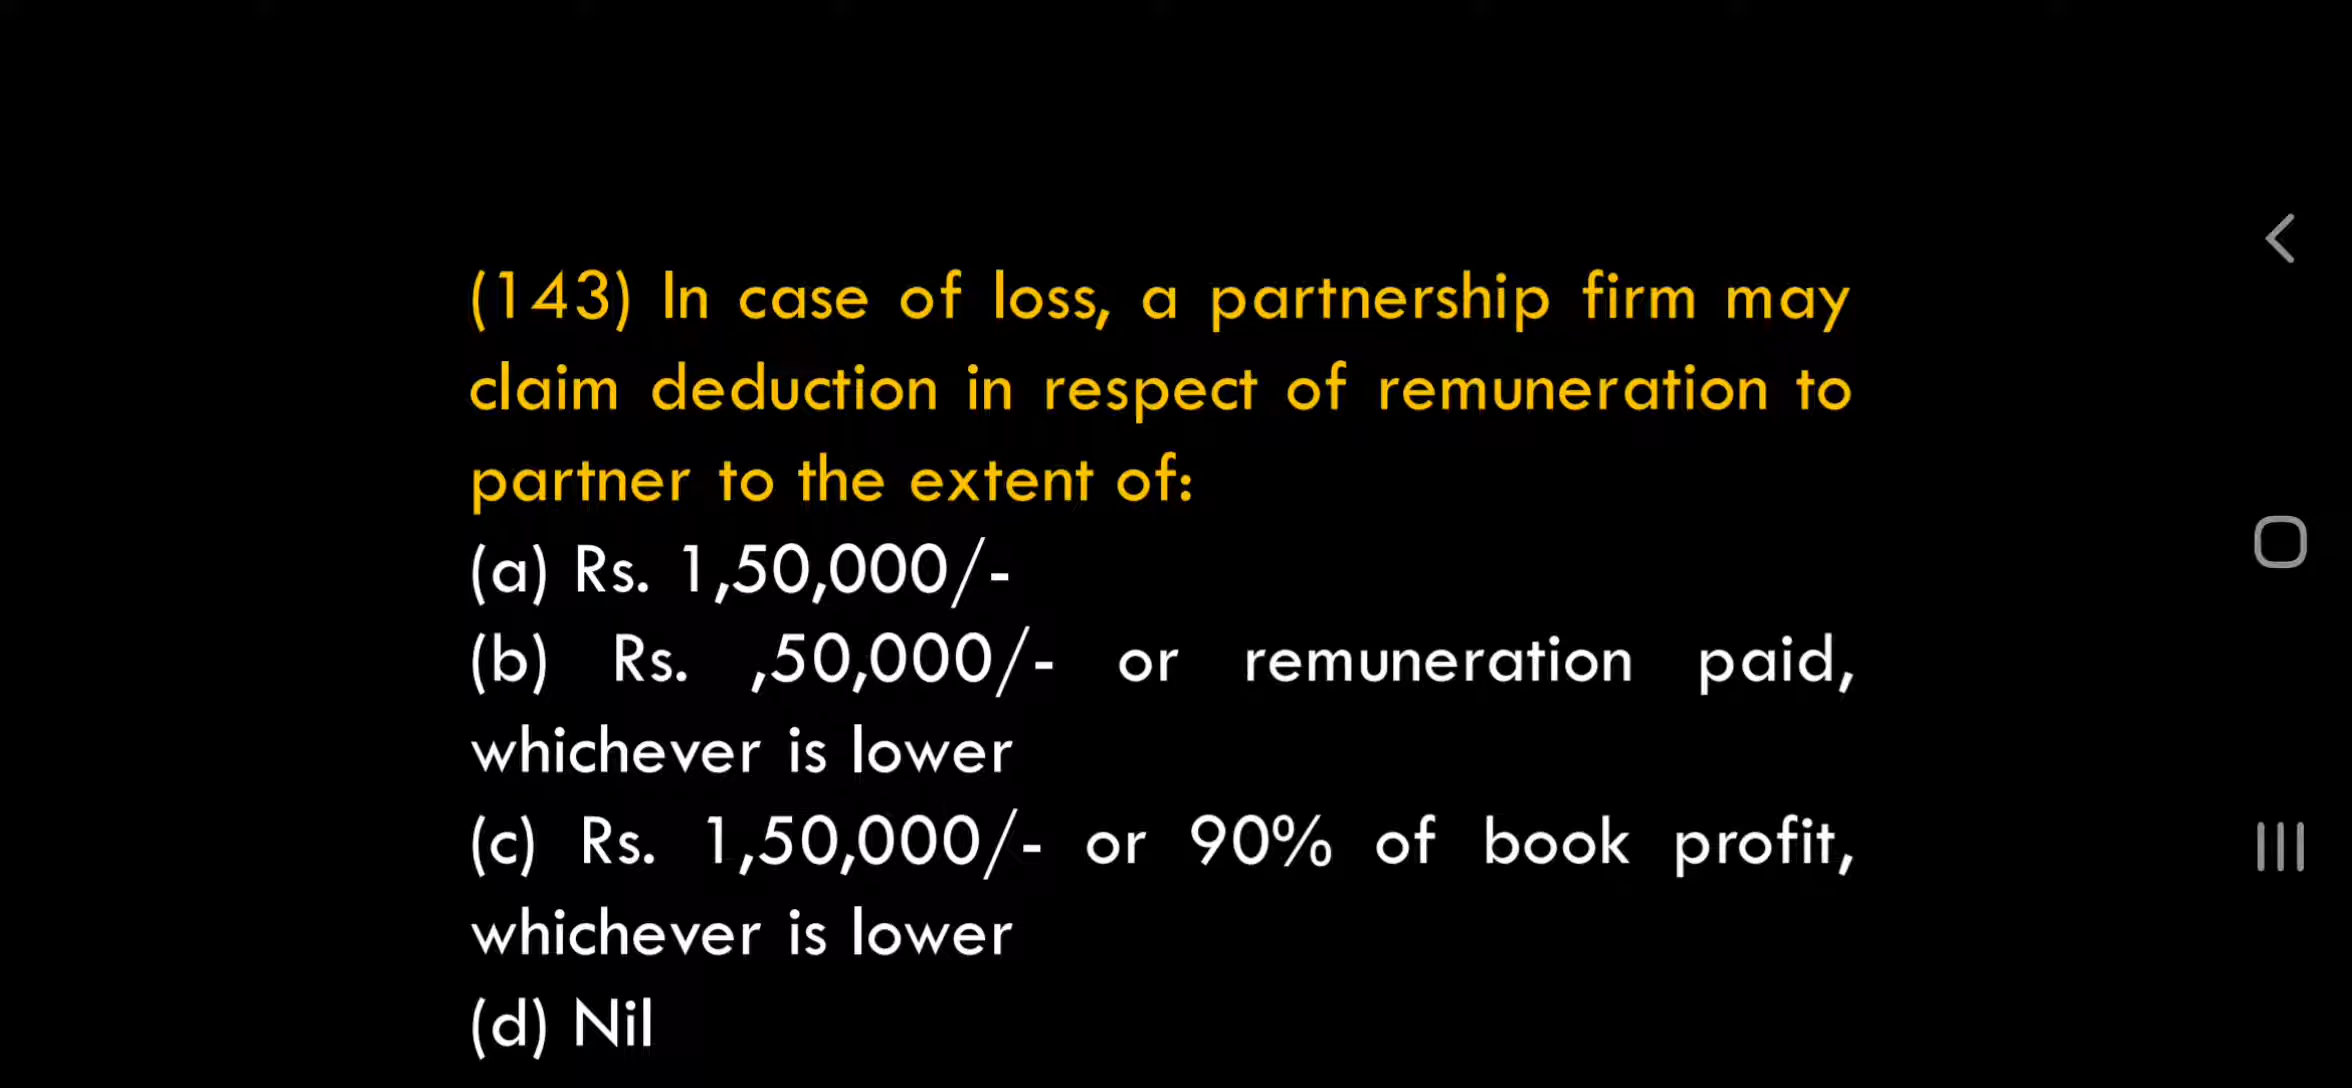 (143) In case of loss, a partnership firm may
claim deduction in respect of remuneration to
partner to the extent of:
(a) Rs. 1,50,000/-
(b) Rs. ,50,000/- or remuneration paid,
whichever is lower
(c) Rs. 1,50,000/- or 90% of book profit,
whichever is lower
(d) Nil